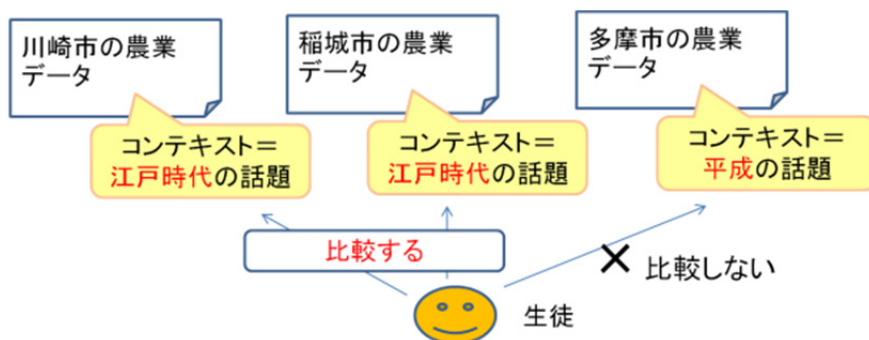 川崎市の農業
データ
稲城市の農業
データ
多摩市の農業
データ
コンテキスト＝
江戸時代の話題
コンテキスト＝
江戸時代の話題
コンテキスト＝
平成の話題
比較する
比較しない
生徒